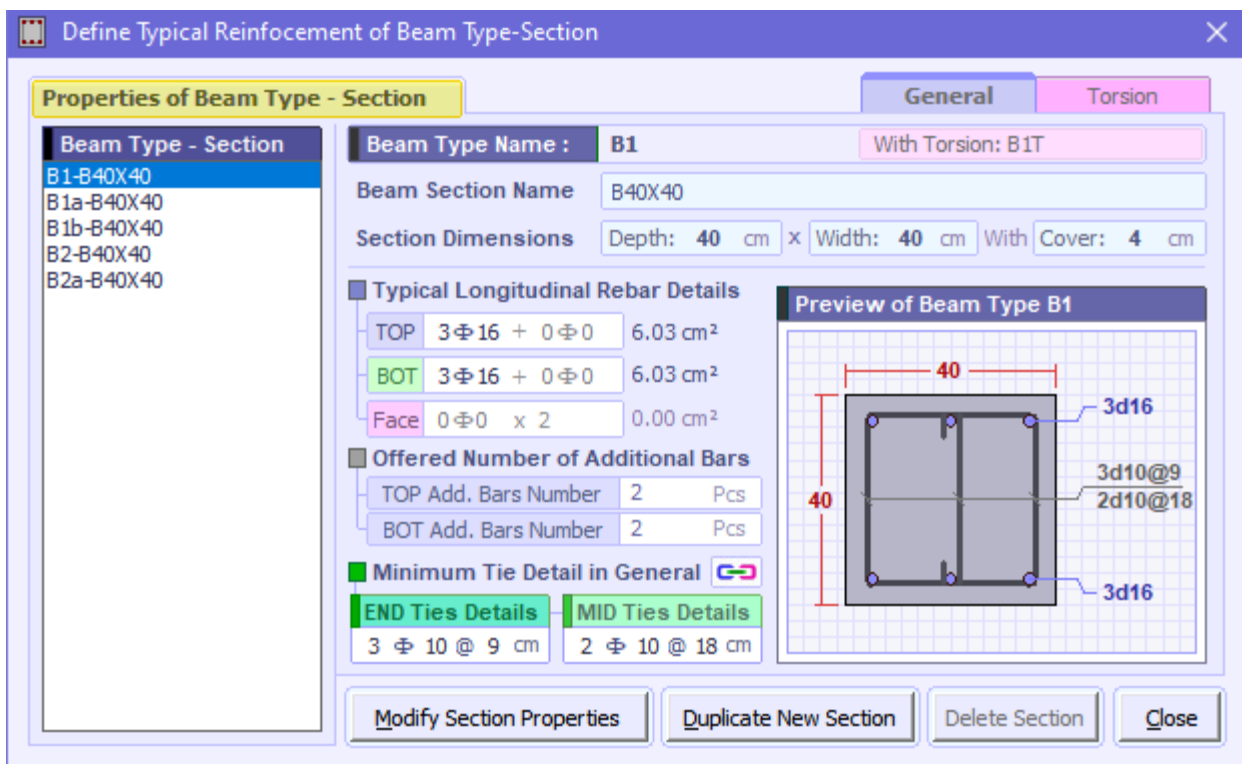 Define Typical Reinfocement of Beam Type-Section
Properties of Beam Type - Section
General
Torsion
Beam Type - Section
B1-B40X40
B1a-B40X40
B1b-B40X40
B2-B40X40
B2a-B40X40
Beam Type Name : B1 With Torsion: B1T
Beam Section Name B40X40
Section Dimensions Depth: 40 cm x Width: 40 cm With Cover: 4 cm
Typical Longitudinal Rebar Details
TOP 3Φ16 + 0Φ0 6.03 cm²
BOT 3Φ16 + 0Φ0 6.03 cm²
Face 0Φ0 x 2 0.00 cm²
Offered Number of Additional Bars
TOP Add. Bars Number 2 Pcs
BOT Add. Bars Number 2 Pcs
Minimum Tie Detail in General
END Ties Details MID Ties Details
3 Φ 10 @ 9 cm 2 Φ 10 @ 18 cm
Preview of Beam Type B1
40
3d16
40
3d10@9
2d10@18
3d16
Modify Section Properties
Duplicate New Section
Delete Section
Close